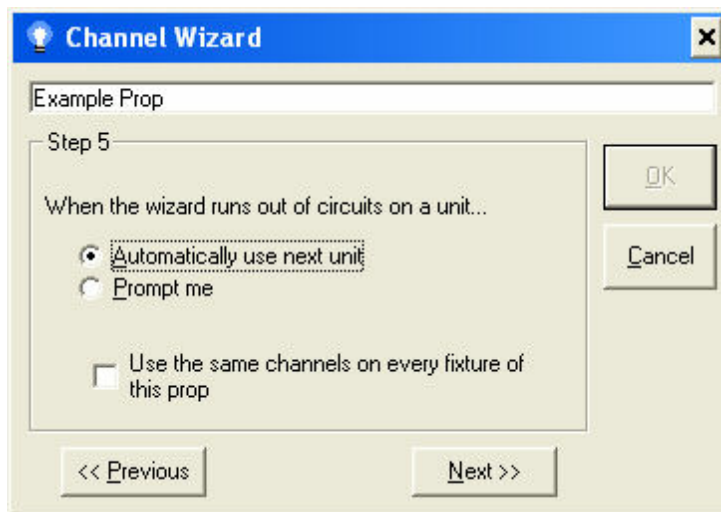 Channel Wizard
Example Prop
Step 5
OK
When the wizard runs out of circuits on a unit...
Automatically use next unit
Cancel
Prompt me
Use the same channels on every fixture of
this prop
<< Previous
Next >>